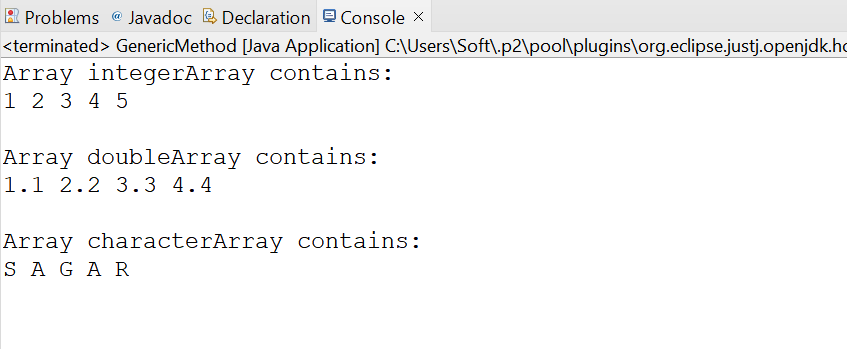 Problems @ Javadoc Declaration Console
<terminated> GenericMethod [Java Application] C:\Users\Soft\.p2\pool\plugins\org.eclipse.justj.openjdk.ho
Array integerArray contains:
1 2 3 4 5
Array doubleArray contains:
1.1 2.2 3.3 4.4
Array characterArray contains:
S A G A R